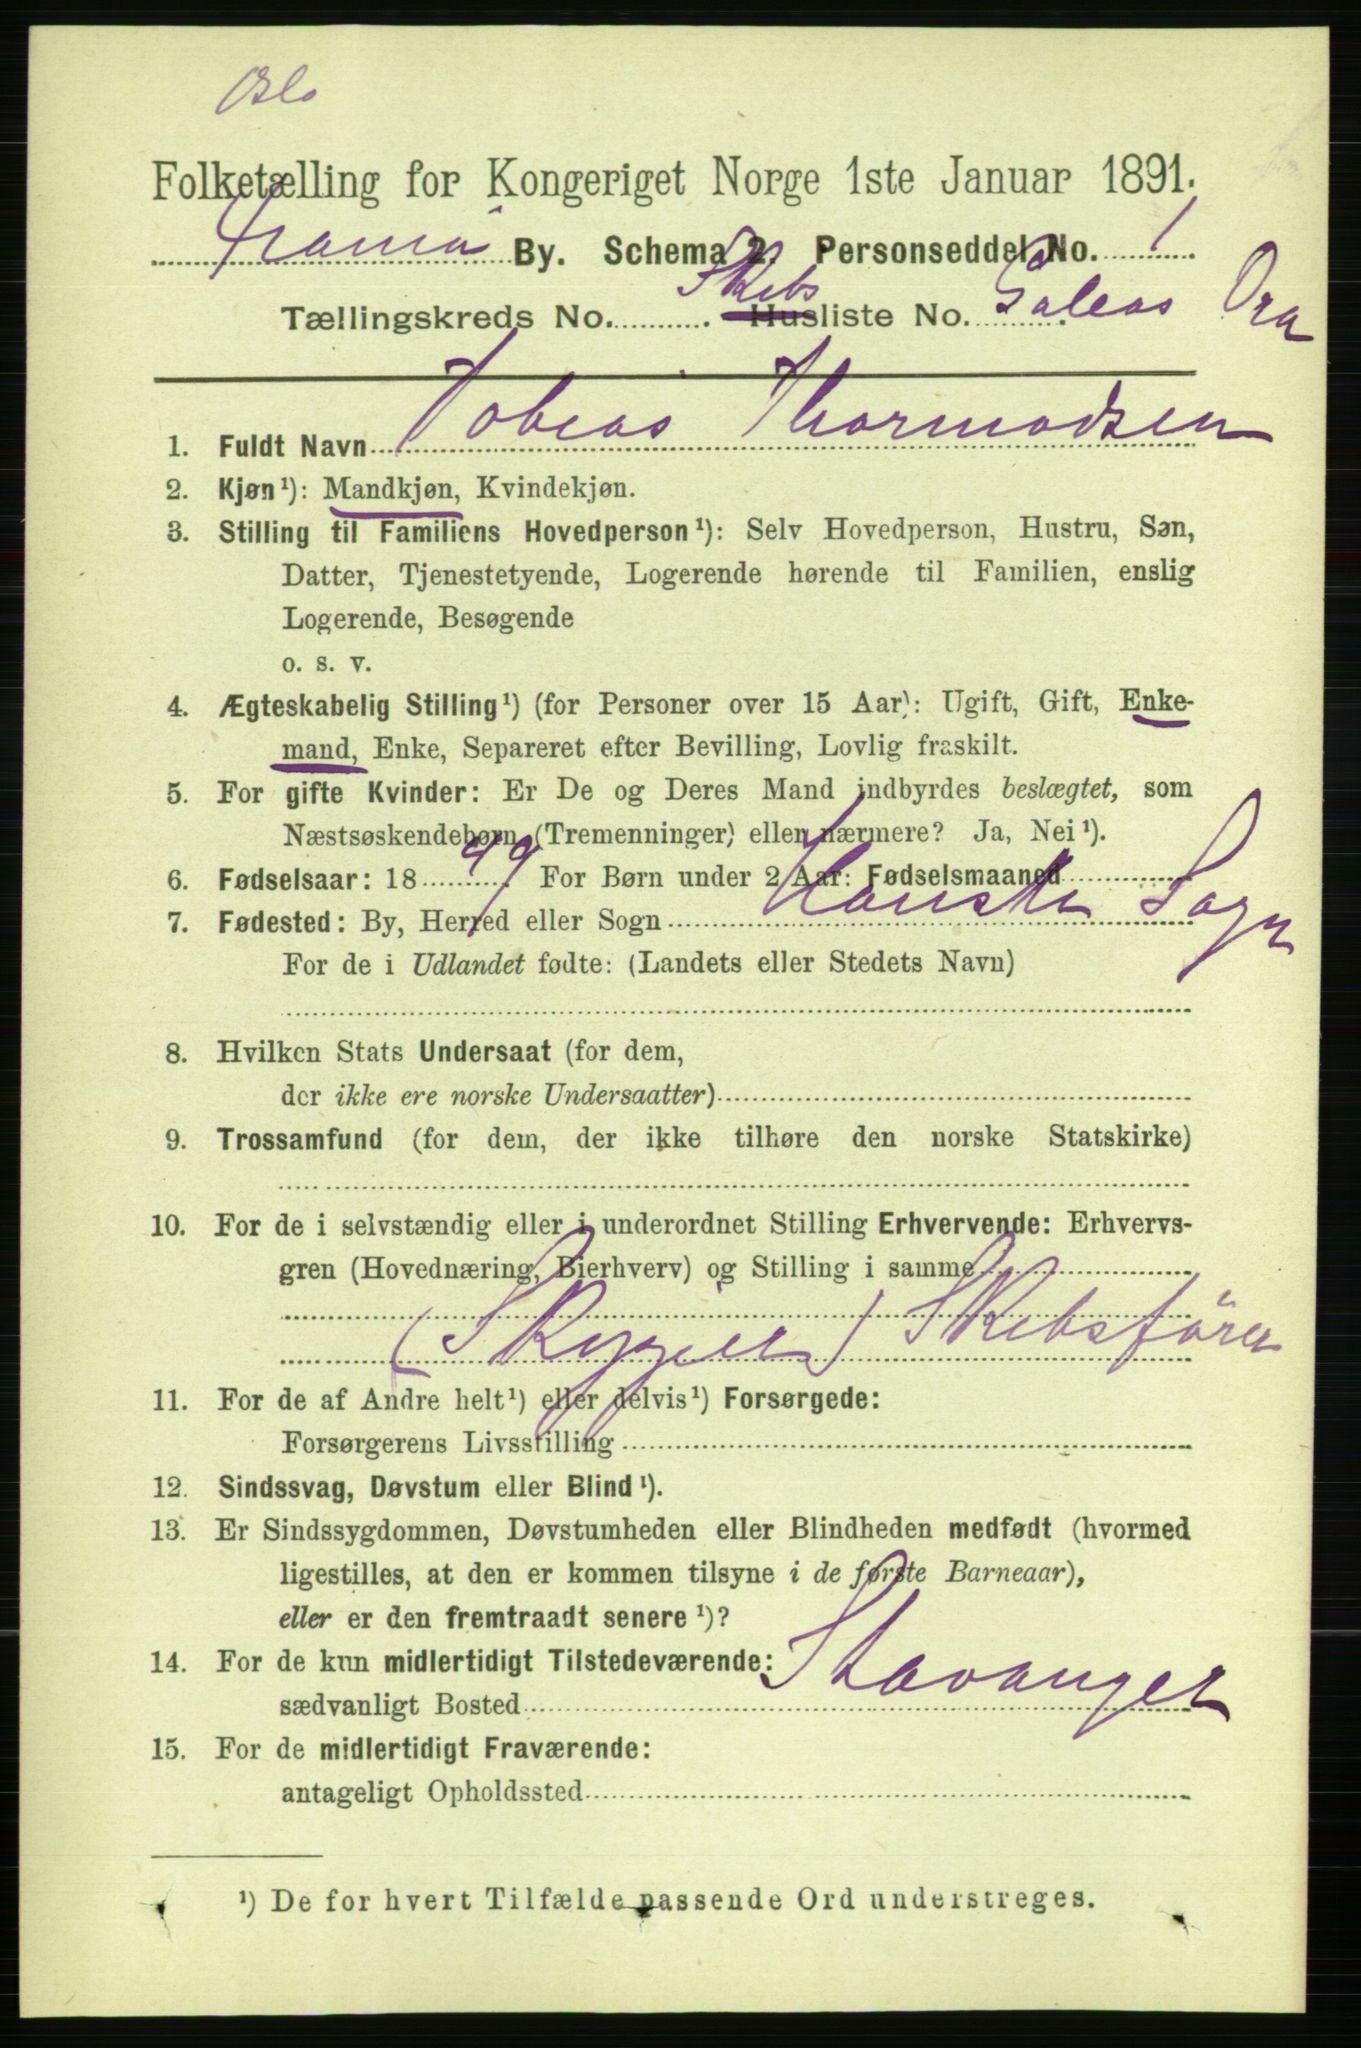 Oslo
Folketælling for Kongeriget Norge 1ste Januar 1891.
By. Schema 2. Personseddel No. 1
Tællingskreds No. Skibs Husliste No. Galeas
1. Fuldt Navn Tobias Thormodsen
2. Kjøn¹): Mandkjøn, Kvindekjøn.
3. Stilling til Familiens Hovedperson¹): Selv Hovedperson, Hustru, Søn,
Datter, Tjenestetyende, Logerende hørende til Familien, enslig
Logerende, Besøgende
o. s. v.
4. Ægteskabelig Stilling¹) (for Personer over 15 Aar): Ugift, Gift, Enke-
mand, Enke, Separeret efter Bevilling, Lovlig fraskilt.
5. For gifte Kvinder: Er De og Deres Mand indbyrdes beslægtet, som
Næstsøskendebørn (Tremenninger) eller nærmere? Ja, Nei¹).
6. Fødselsaar: 18 For Børn under 2 Aar: Fødselsmaaned
7. Fødested: By, Herred eller Sogn Sogn
For de i Udlandet fødte: (Landets eller Stedets Navn)
8. Hvilken Stats Undersaat (for dem,
der ikke ere norske Undersaatter)
9. Trossamfund (for dem, der ikke tilhøre den norske Statskirke)
10. For de i selvstændig eller i underordnet Stilling Erhvervende: Erhvervs-
gren (Hovednæring, Bierhverv) og Stilling i samme
(Skipper) Skibsförer
11. For de af Andre helt¹) eller delvis¹) Forsørgede:
Forsørgerens Livsstilling
12. Sindssvag, Døvstum eller Blind¹).
13. Er Sindssygdommen, Døvstumheden eller Blindheden medfødt (hvormed
ligestilles, at den er kommen tilsyne i de første Barneaar),
eller er den fremtraadt senere¹)?
14. For de kun midlertidigt Tilstedeværende:
sædvanligt Bosted Stavanger
15. For de midlertidigt Fraværende:
antageligt Opholdssted
¹) De for hvert Tilfælde passende Ord understreges.